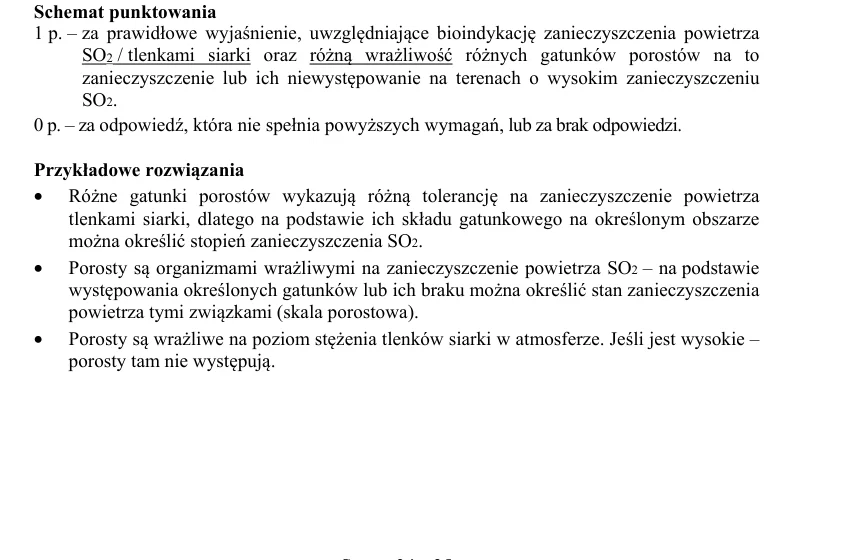 Schemat punktowania
1 p. – za prawidłowe wyjaśnienie, uwzględniające bioindykację zanieczyszczenia powietrza
SO2 / tlenkami siarki oraz różną wrażliwość różnych gatunków porostów na to
zanieczyszczenie lub ich niewystępowanie na terenach o wysokim zanieczyszczeniu
SO2.
0 p. – za odpowiedź, która nie spełnia powyższych wymagań, lub za brak odpowiedzi.
Przykładowe rozwiązania
• Różne gatunki porostów wykazują różną tolerancję na zanieczyszczenie powietrza
tlenkami siarki, dlatego na podstawie ich składu gatunkowego na określonym obszarze
można określić stopień zanieczyszczenia SO2.
• Porosty są organizmami wrażliwymi na zanieczyszczenie powietrza SO2 – na podstawie
występowania określonych gatunków lub ich braku można określić stan zanieczyszczenia
powietrza tymi związkami (skala porostowa).
• Porosty są wrażliwe na poziom stężenia tlenków siarki w atmosferze. Jeśli jest wysokie –
porosty tam nie występują.